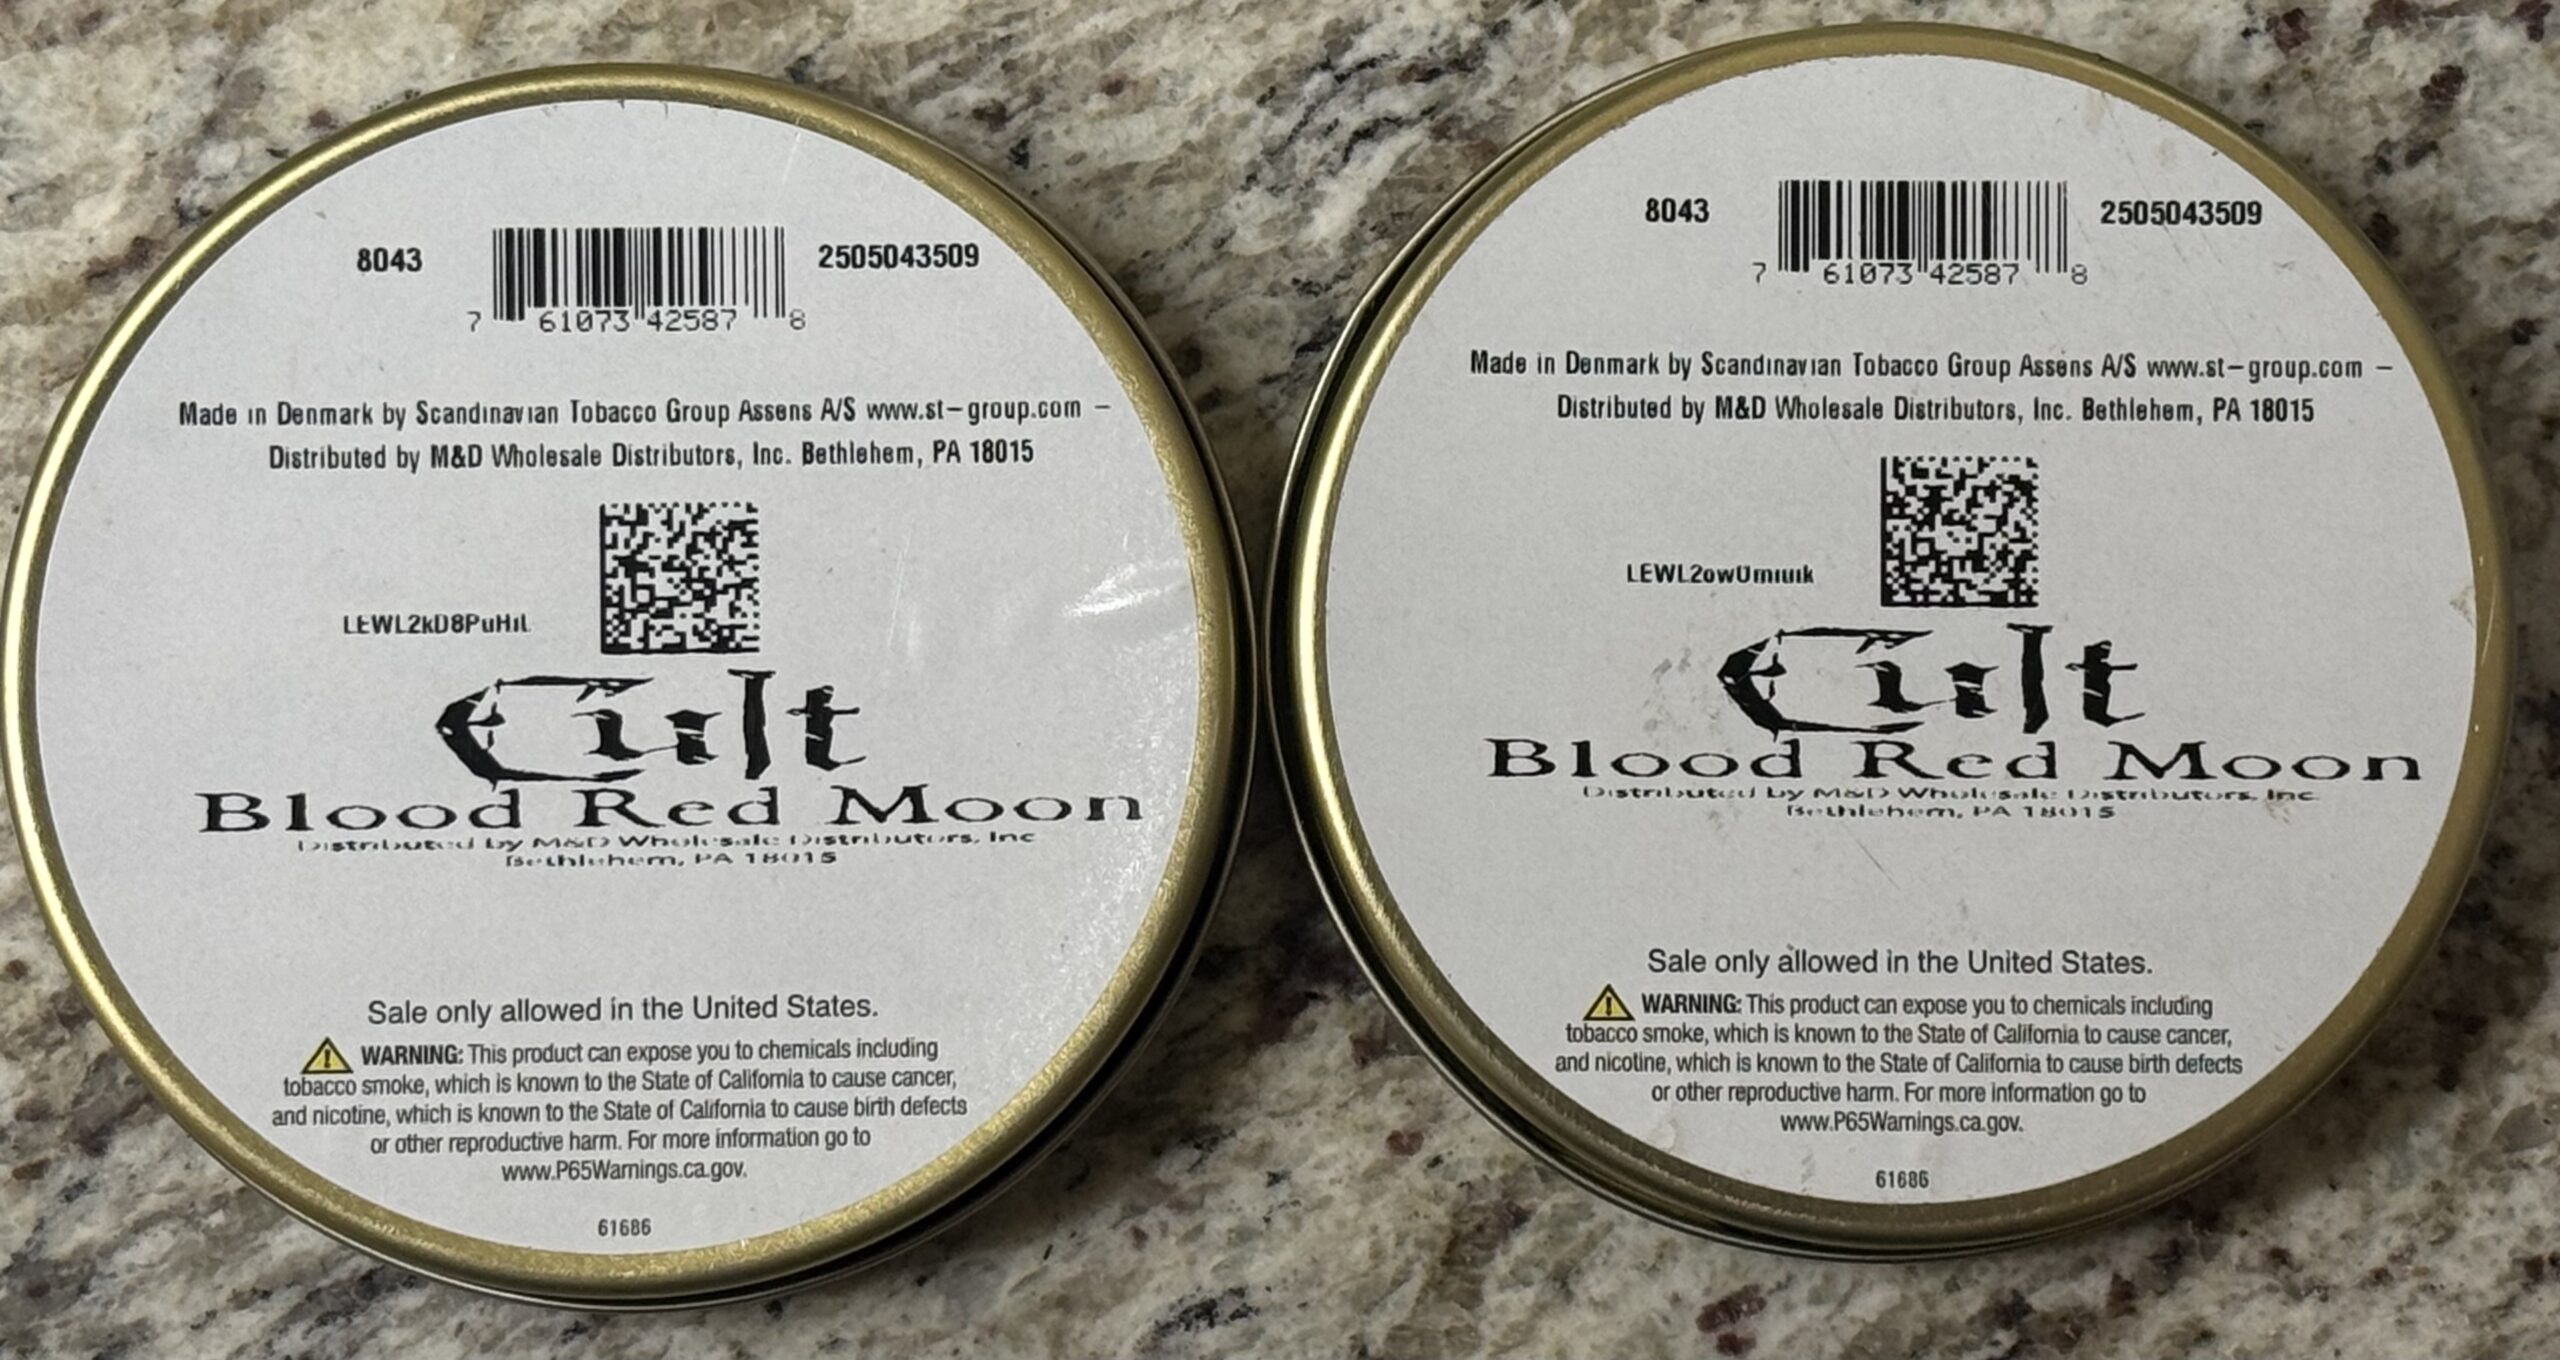 8043 2505043509
7 61073 42587 8
Made in Denmark by Scandinavian Tobacco Group Assens A/S www.st-group.com -
Distributed by M&D Wholesale Distributors, Inc. Bethlehem, PA 18015
LEWL2kD8PuHiL
Cult
Blood Red Moon
Distributed by M&D Wholesale Distributors, Inc
Bethlehem, PA 18015
Sale only allowed in the United States.
WARNING: This product can expose you to chemicals including
tobacco smoke, which is known to the State of California to cause cancer,
and nicotine, which is known to the State of California to cause birth defects
or other reproductive harm. For more information go to
www.P65Warnings.ca.gov.
61686
8043 2505043509
7 61073 42587 8
Made in Denmark by Scandinavian Tobacco Group Assens A/S www.st-group.com -
Distributed by M&D Wholesale Distributors, Inc. Bethlehem, PA 18015
Cult
Blood Red Moon
Distributed by M&D Wholesale Distributors, Inc.
Bethlehem, PA 18015
Sale only allowed in the United States.
WARNING: This product can expose you to chemicals including
tobacco smoke, which is known to the State of California to cause cancer,
and nicotine, which is known to the State of California to cause birth defects
or other reproductive harm. For more information go to
www.P65Warnings.ca.gov.
61686